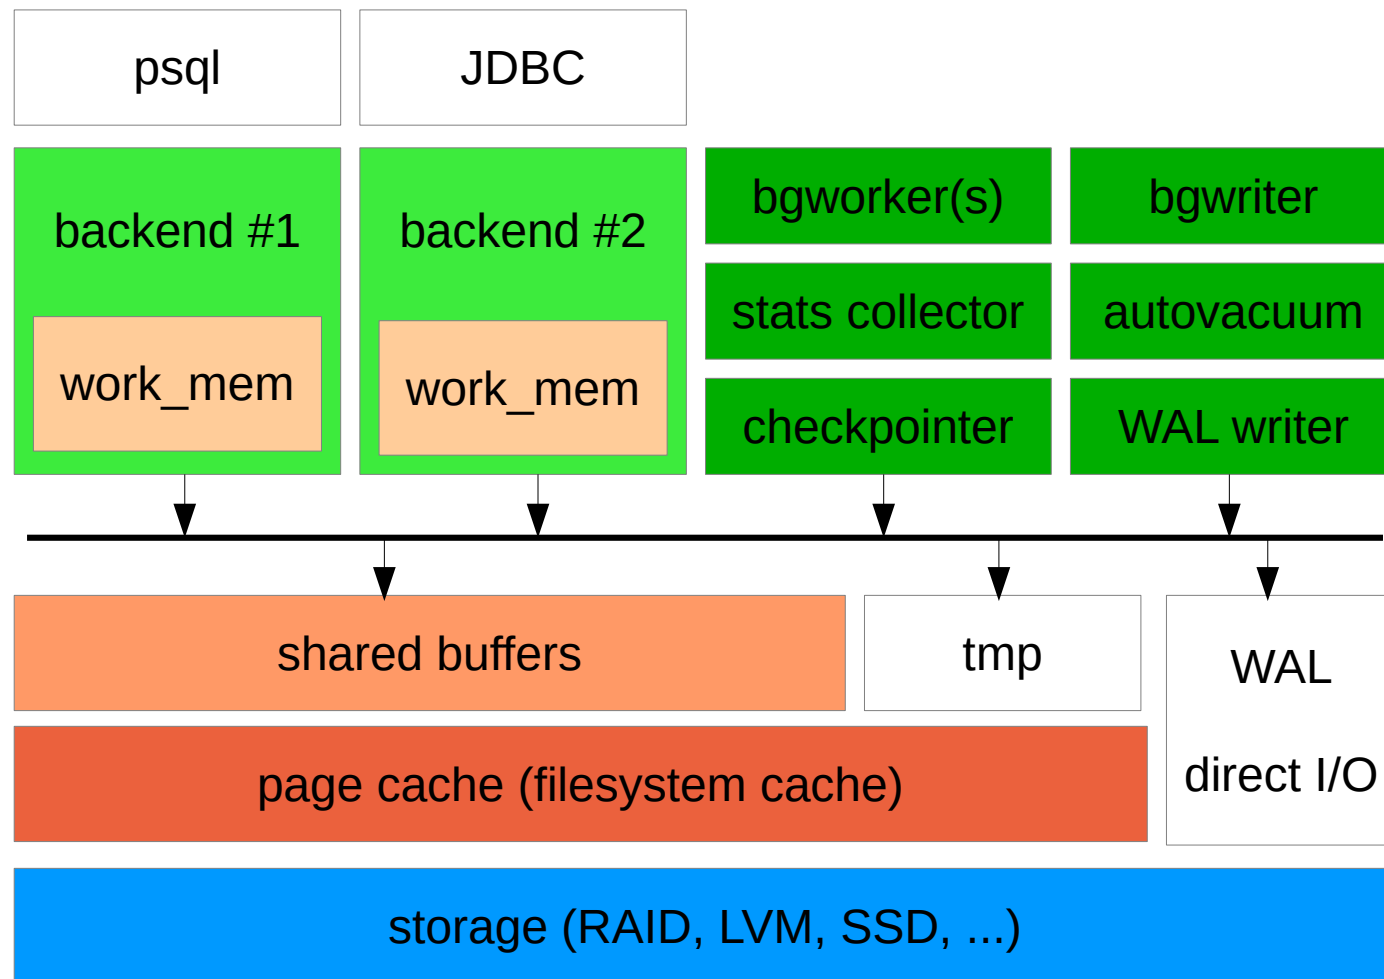 psql
JDBC
backend #1
work_mem
backend #2
work_mem
bgworker(s)
bgwriter
stats collector
autovacuum
checkpointer
WAL writer
shared buffers
tmp
WAL
direct I/O
page cache (filesystem cache)
storage (RAID, LVM, SSD, ...)